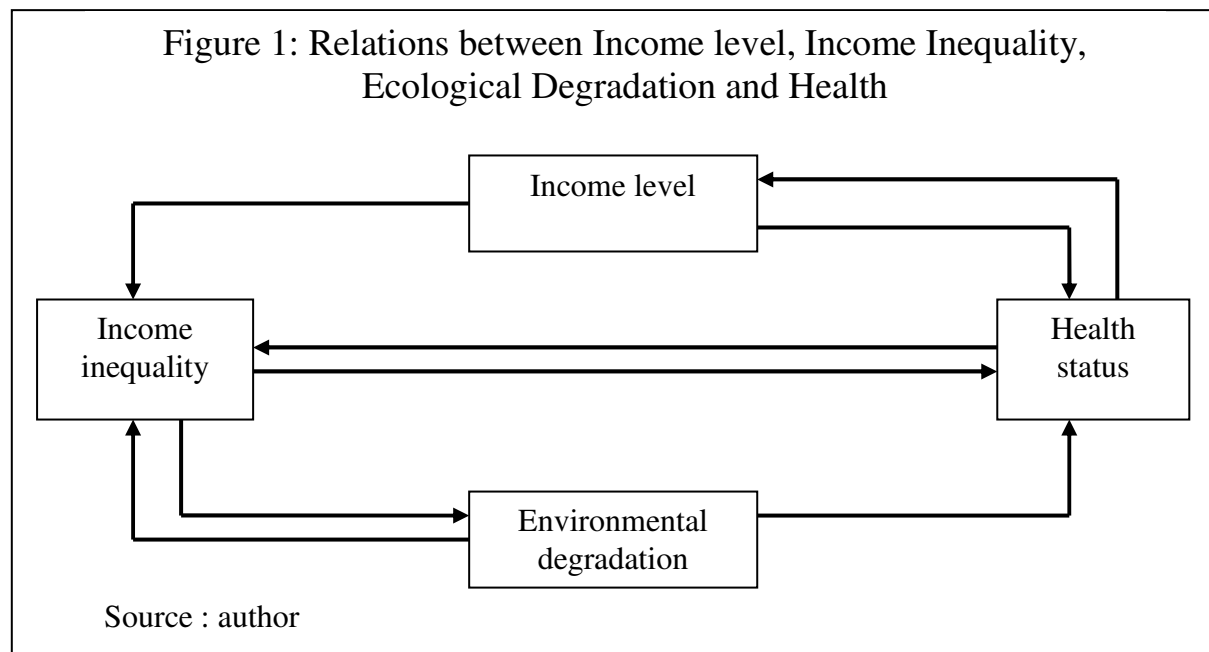 Figure 1: Relations between Income level, Income Inequality,
Ecological Degradation and Health
Income level
Income
inequality
Health
status
Environmental
degradation
Source : author